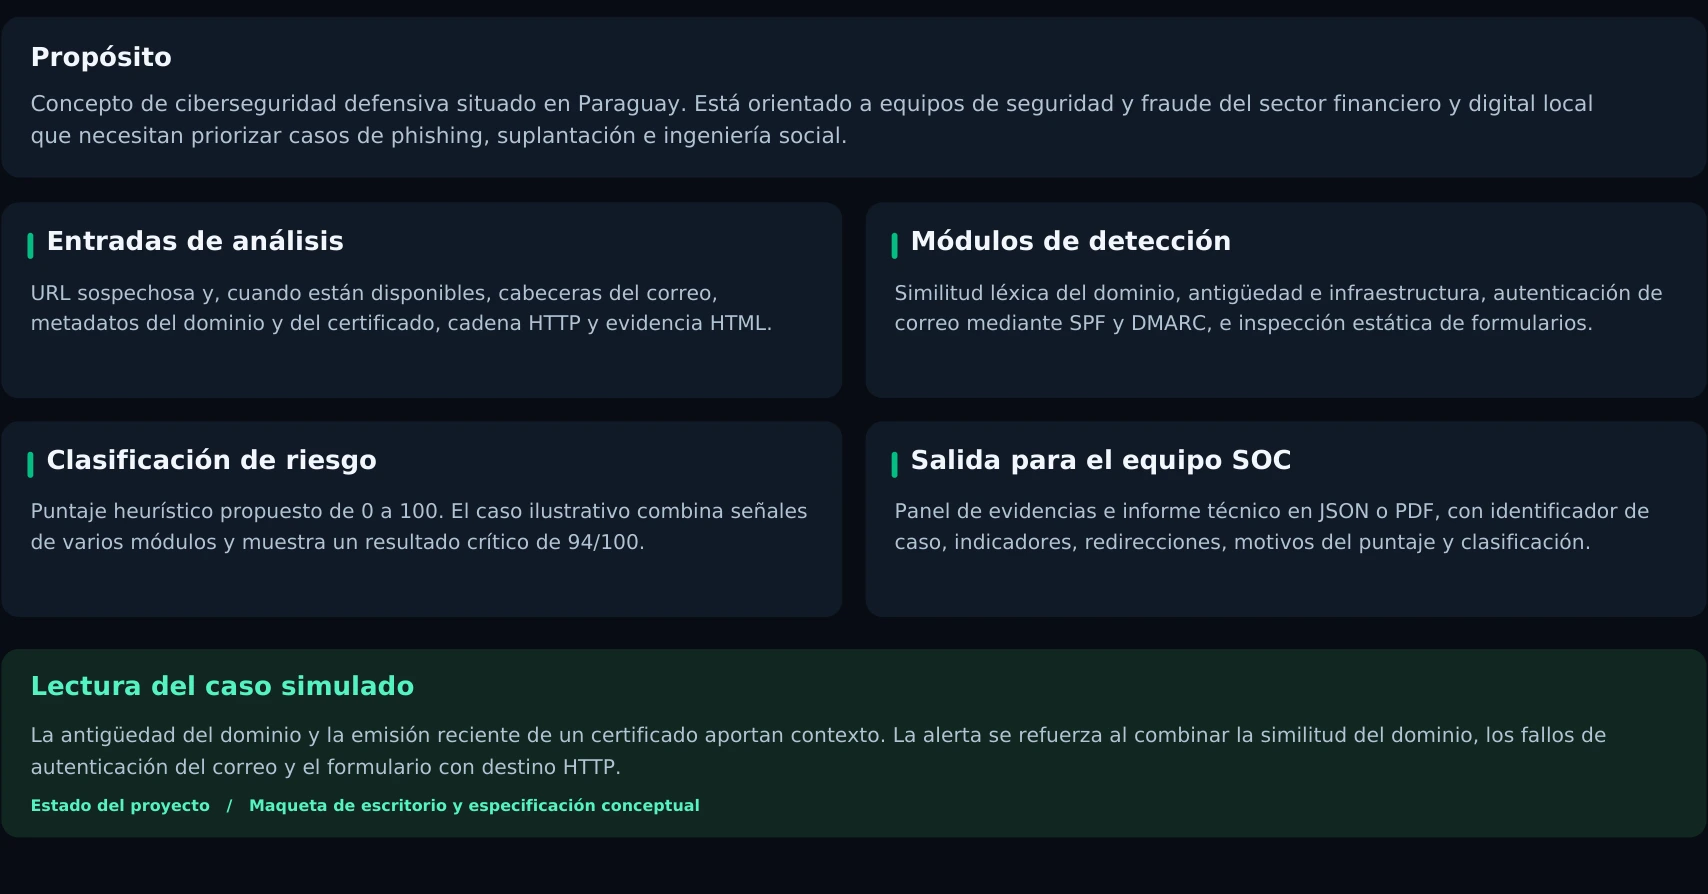 Propósito
Concepto de ciberseguridad defensiva situado en Paraguay. Está orientado a equipos de seguridad y fraude del sector financiero y digital local
que necesitan priorizar casos de phishing, suplantación e ingeniería social.
Entradas de análisis
URL sospechosa y, cuando están disponibles, cabeceras del correo,
metadatos del dominio y del certificado, cadena HTTP y evidencia HTML.
Módulos de detección
Similitud léxica del dominio, antigüedad e infraestructura, autenticación de
correo mediante SPF y DMARC, e inspección estática de formularios.
Clasificación de riesgo
Puntaje heurístico propuesto de 0 a 100. El caso ilustrativo combina señales
de varios módulos y muestra un resultado crítico de 94/100.
Salida para el equipo SOC
Panel de evidencias e informe técnico en JSON o PDF, con identificador de
caso, indicadores, redirecciones, motivos del puntaje y clasificación.
Lectura del caso simulado
La antigüedad del dominio y la emisión reciente de un certificado aportan contexto. La alerta se refuerza al combinar la similitud del dominio, los fallos de
autenticación del correo y el formulario con destino HTTP.
Estado del proyecto / Maqueta de escritorio y especificación conceptual